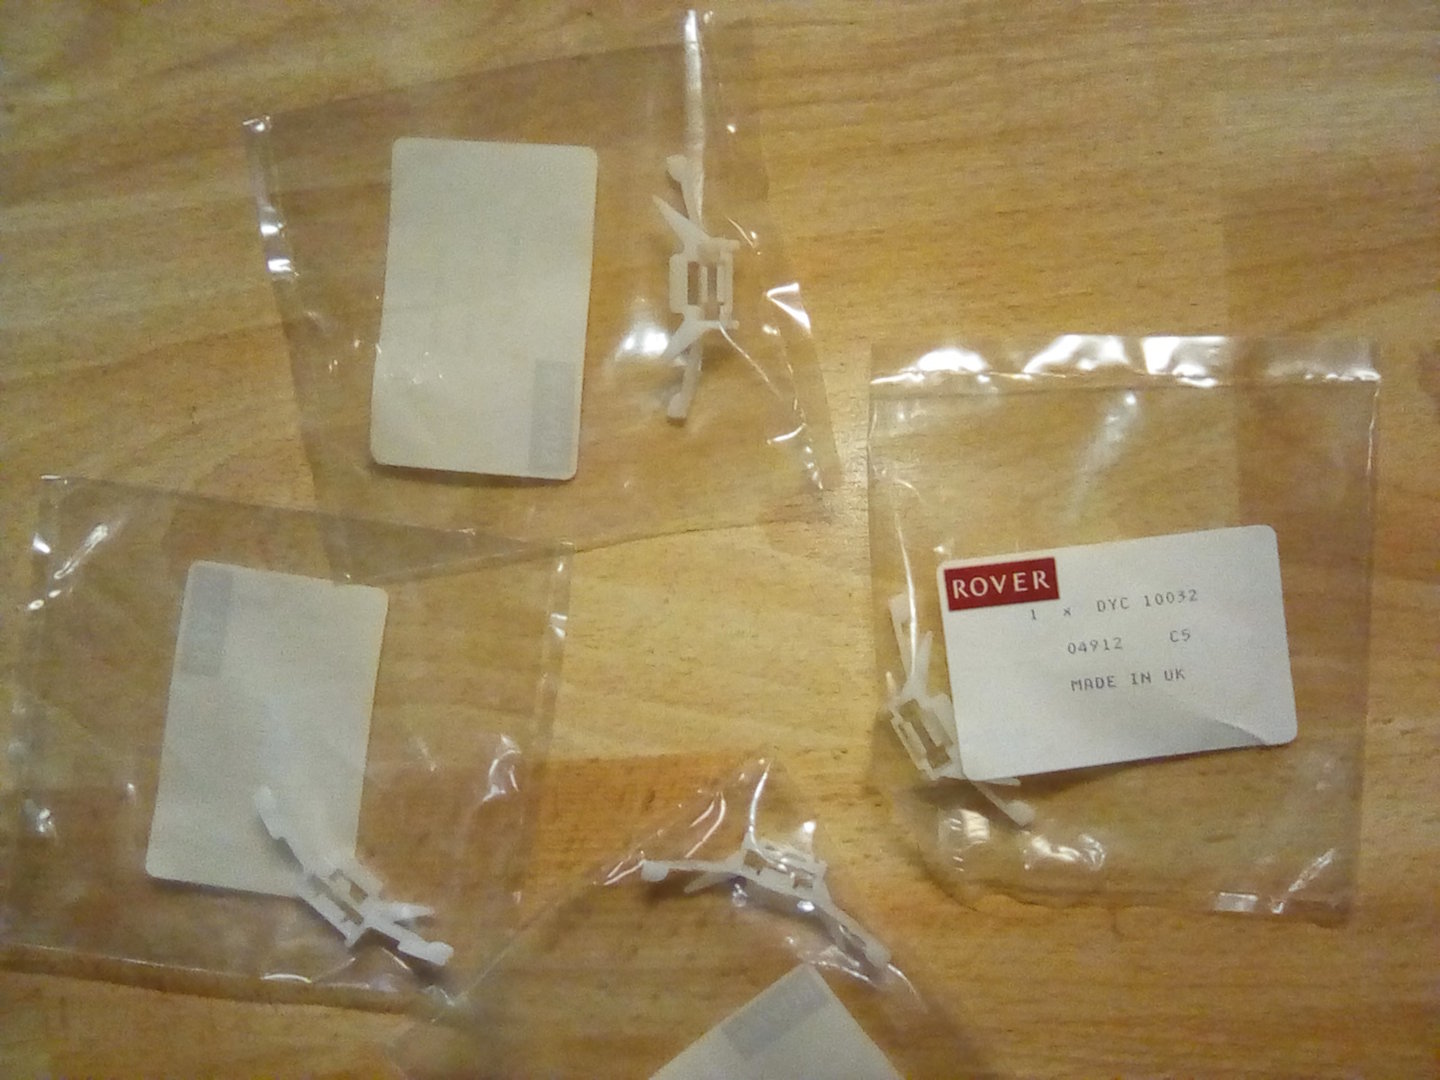 ROVER
1 * DYC 10032
04912 C5
MADE IN UK